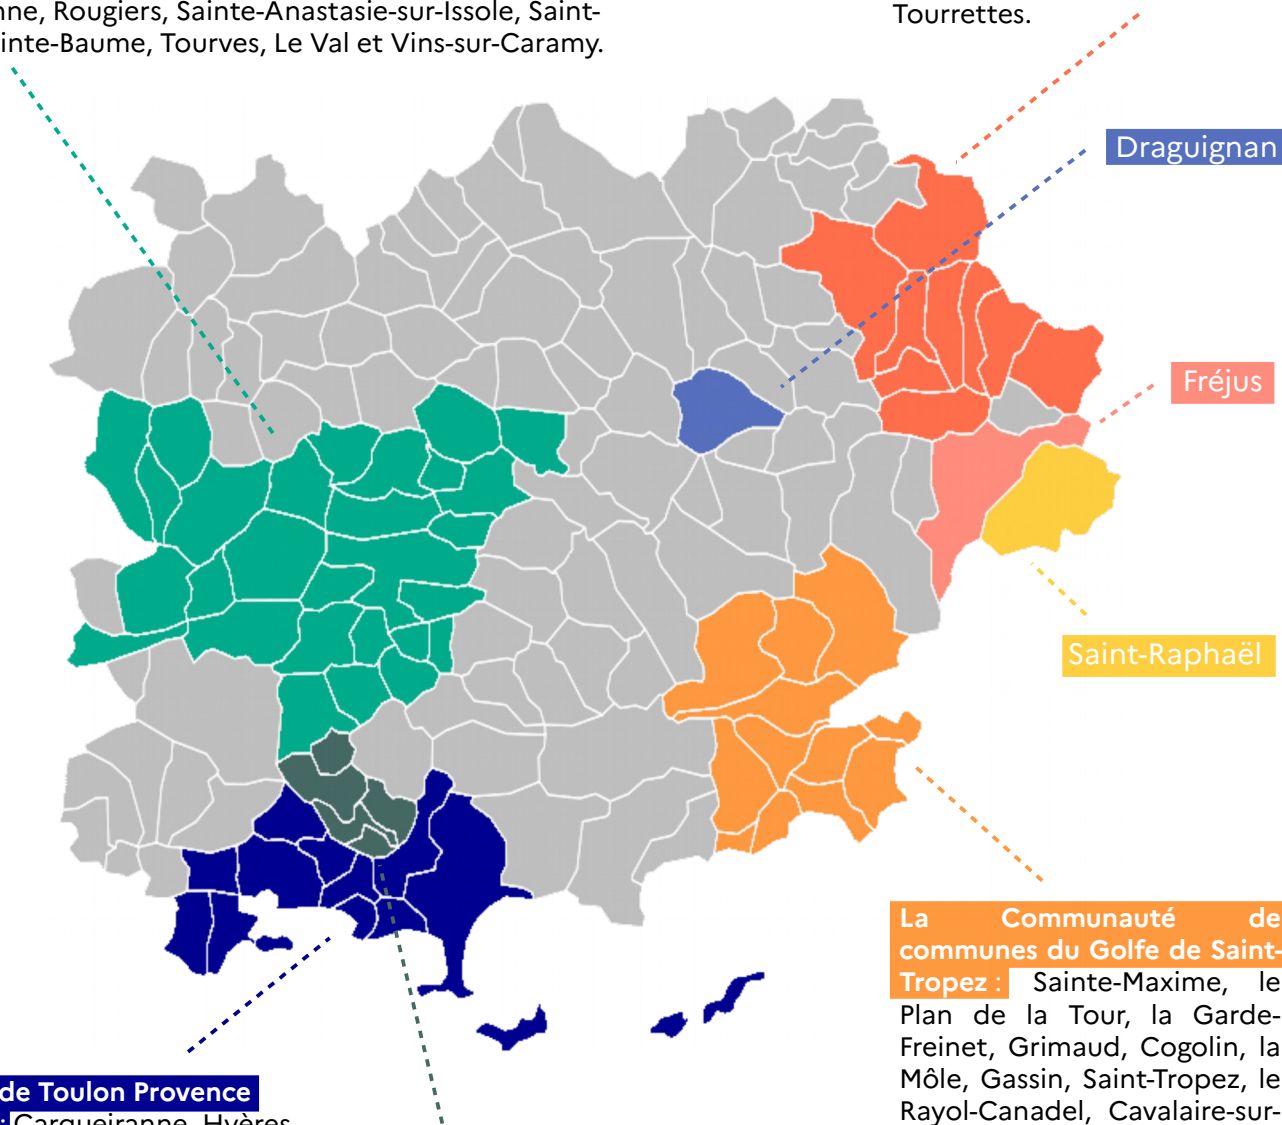 nne, Rougiers, Sainte-Anastasie-sur-Issole, Saint-
inte-Baume, Tourves, Le Val et Vins-sur-Caramy.
Tourrettes.
Draguignan
Fréjus
Saint-Raphaël
La Communauté de
communes du Golfe de Saint-
Tropez : Sainte-Maxime, le
Plan de la Tour, la Garde-
Freinet, Grimaud, Cogolin, la
Môle, Gassin, Saint-Tropez, le
Rayol-Canadel, Cavalaire-sur-
de Toulon Provence
: Carqueiranne, Hyères